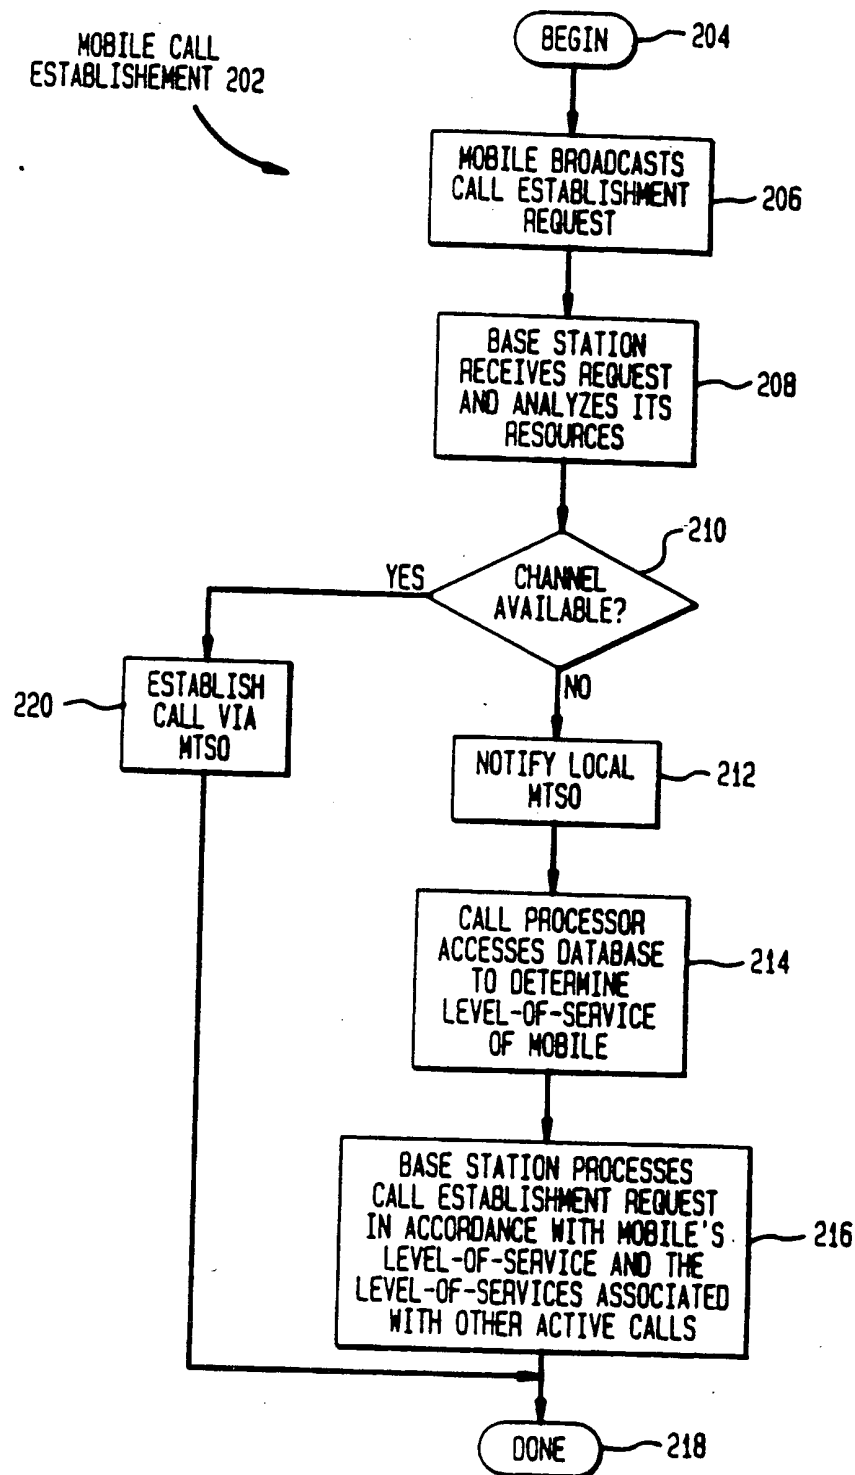 MOBILE CALL
ESTABLISHEMENT 202
BEGIN
204
MOBILE BROADCASTS
CALL ESTABLISHMENT
REQUEST
206
BASE STATION
RECEIVES REQUEST
AND ANALYZES ITS
RESOURCES
208
210
CHANNEL
AVAILABLE?
YES
NO
220
ESTABLISH
CALL VIA
MTSO
NOTIFY LOCAL
MTSO
212
CALL PROCESSOR
ACCESSES DATABASE
TO DETERMINE
LEVEL-OF-SERVICE
OF MOBILE
214
BASE STATION PROCESSES
CALL ESTABLISHMENT REQUEST
IN ACCORDANCE WITH MOBILE'S
LEVEL-OF-SERVICE AND THE
LEVEL-OF-SERVICES ASSOCIATED
WITH OTHER ACTIVE CALLS
216
DONE
218